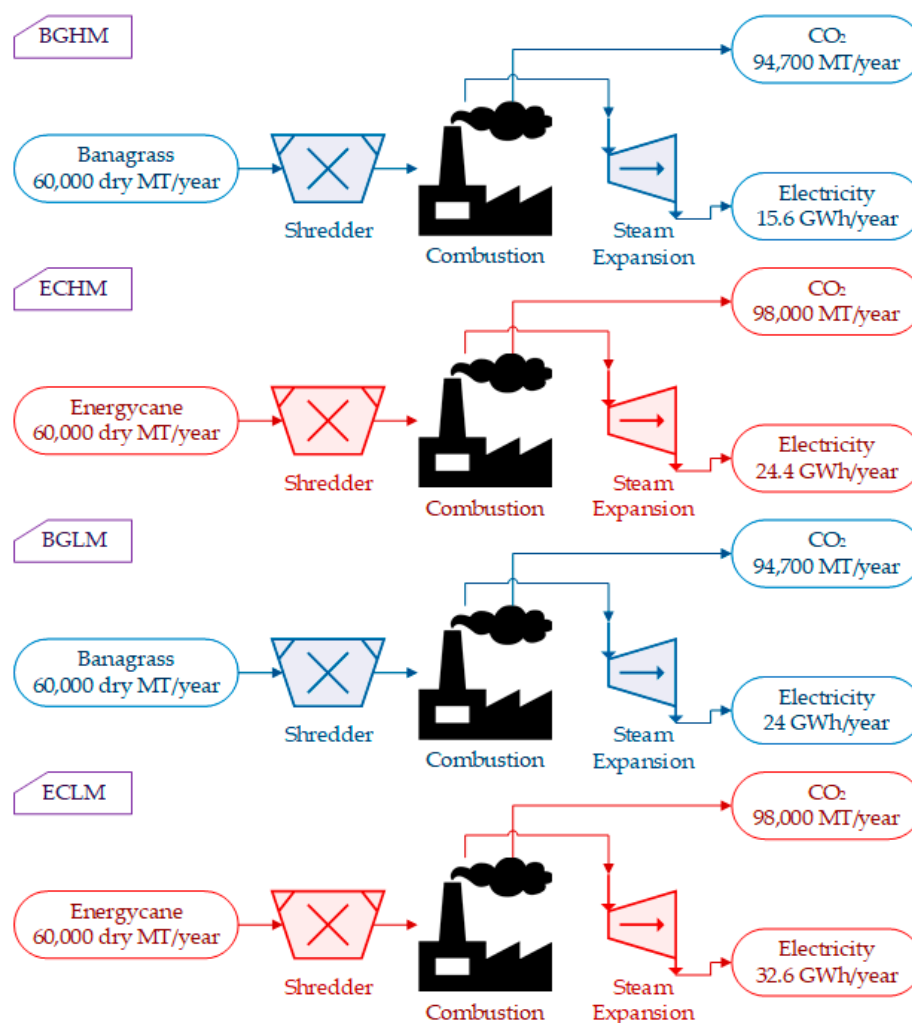 BGHM
CO₂
94,700 MT/year
Banagrass
60,000 dry MT/year
Shredder
Combustion
Steam
Expansion
Electricity
15.6 GWh/year
ECHM
CO₂
98,000 MT/year
Energycane
60,000 dry MT/year
Shredder
Combustion
Steam
Expansion
Electricity
24.4 GWh/year
BGLM
CO₂
94,700 MT/year
Banagrass
60,000 dry MT/year
Shredder
Combustion
Steam
Expansion
Electricity
24 GWh/year
ECLM
CO₂
98,000 MT/year
Energycane
60,000 dry MT/year
Shredder
Combustion
Steam
Expansion
Electricity
32.6 GWh/year